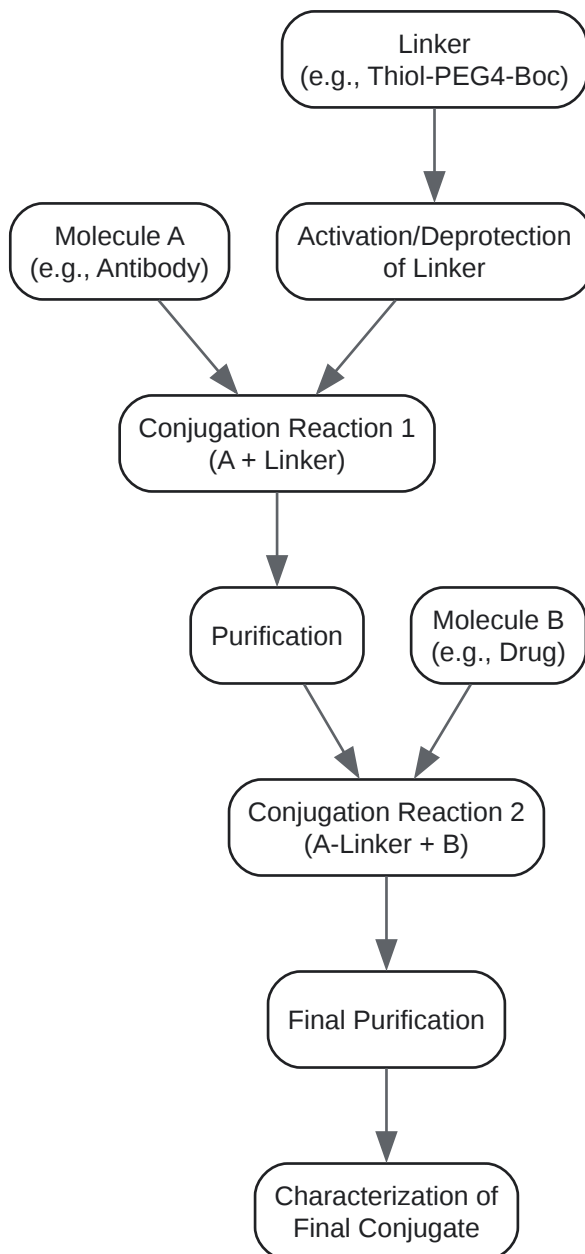 Linker
(e.g., Thiol-PEG4-Boc)
Molecule A
(e.g., Antibody)
Activation/Deprotection
of Linker
Conjugation Reaction 1
(A + Linker)
Purification
Molecule B
(e.g., Drug)
Conjugation Reaction 2
(A-Linker + B)
Final Purification
Characterization of
Final Conjugate